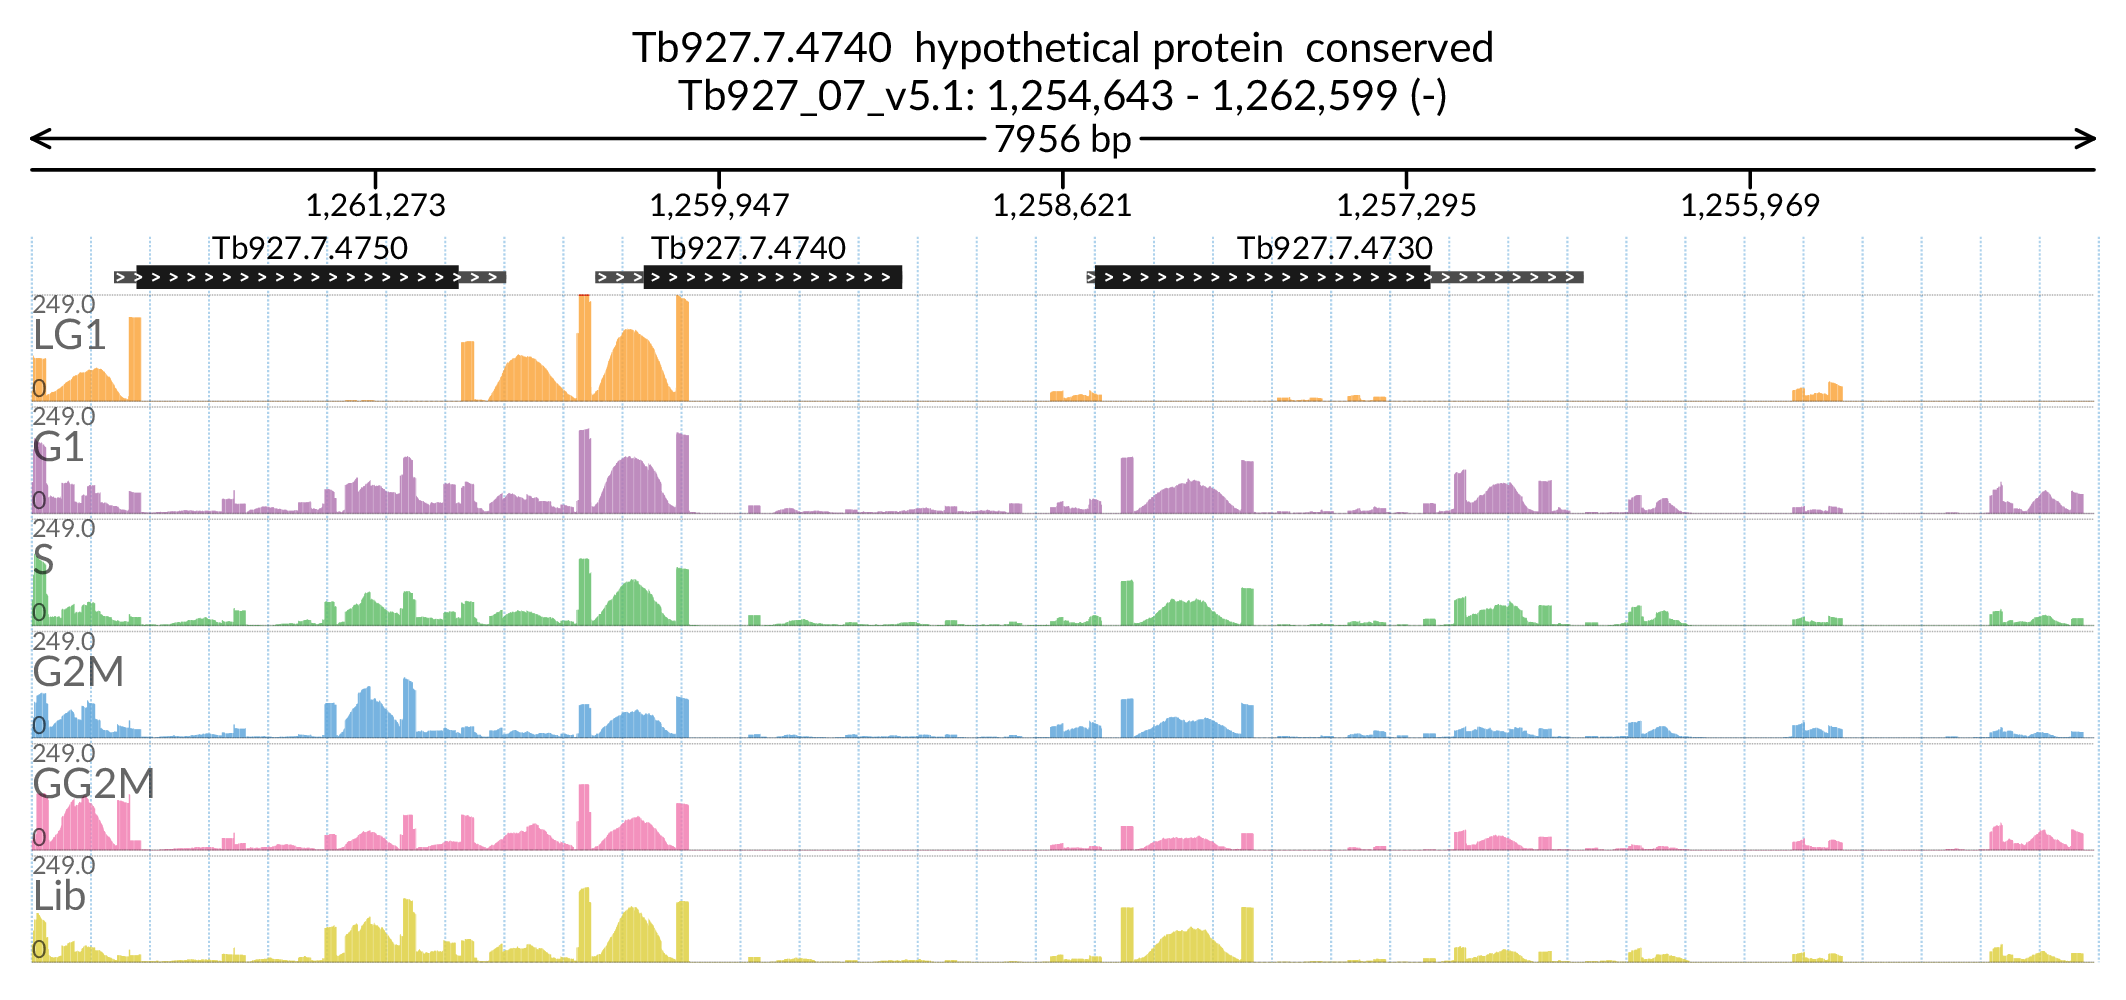 Tb927.7.4740  hypothetical protein  conserved
Tb927_07_v5.1: 1,254,643 - 1,262,599 (-)
7956 bp
1,261,273 1,259,947 1,258,621 1,257,295 1,255,969
Tb927.7.4750 Tb927.7.4740 Tb927.7.4730
249.0
LG1
0
249.0
G1
0
249.0
S
0
249.0
G2M
0
249.0
GG2M
0
249.0
Lib
0